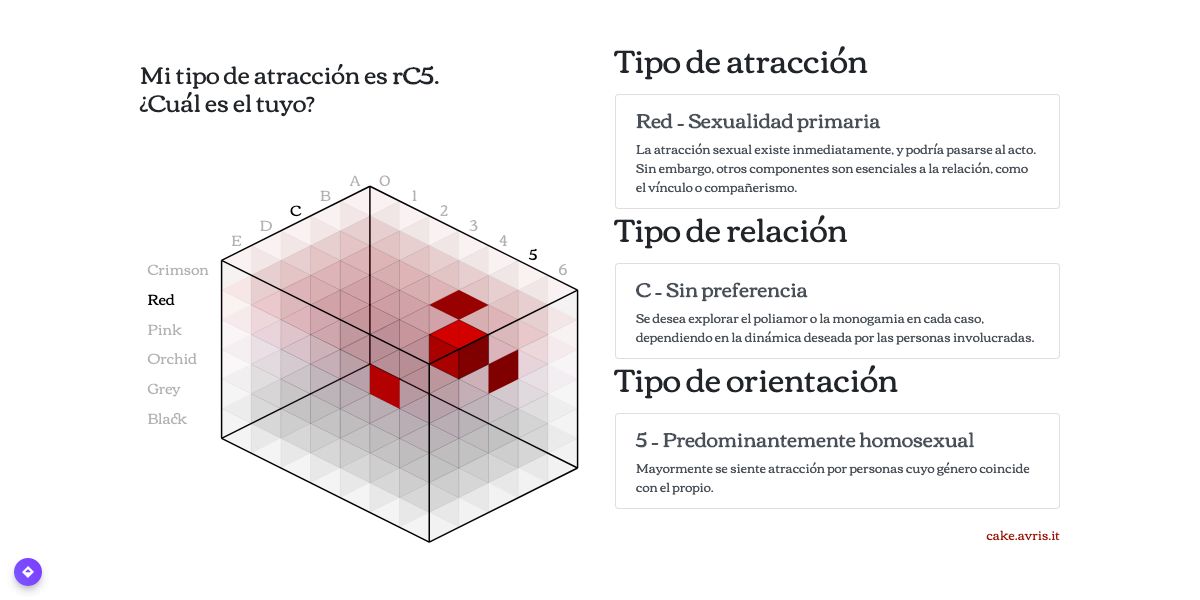 Mi tipo de atracción es rC5.
¿Cuál es el tuyo?
A
0
B
1
C
2
D
3
E
4
5
6
Crimson
Red
Pink
Orchid
Grey
Black
Tipo de atracción
Red - Sexualidad primaria
La atracción sexual existe inmediatamente, y podría pasarse al acto.
Sin embargo, otros componentes son esenciales a la relación, como
el vínculo o compañerismo.
Tipo de relación
C - Sin preferencia
Se desea explorar el poliamor o la monogamia en cada caso,
dependiendo en la dinámica deseada por las personas involucradas.
Tipo de orientación
5 - Predominantemente homosexual
Mayormente se siente atracción por personas cuyo género coincide
con el propio.
cake.avris.it